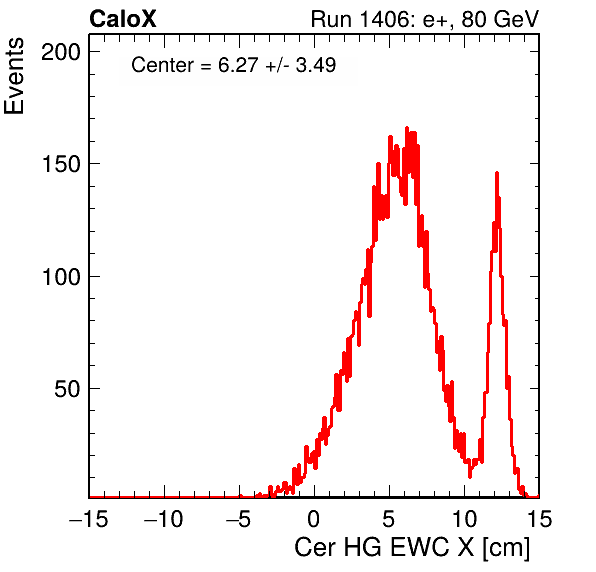 CaloX Run 1406: e+, 80 GeV
Events
Center = 6.27 +/- 3.49
200
150
100
50
−15 −10 −5 0 5 10 15
Cer HG EWC X [cm]